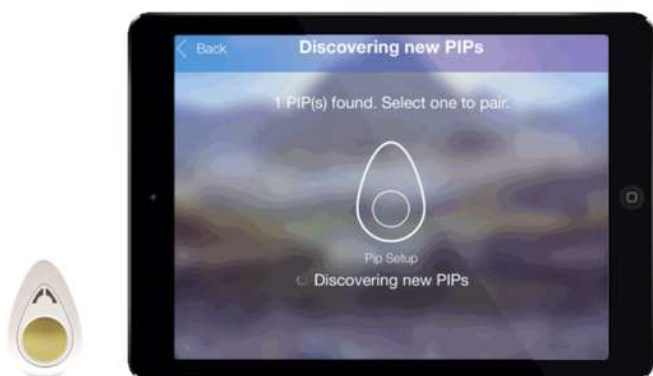 Back
Discovering new PIPs
1 PIP(s) found. Select one to pair.
Pip Setup
Discovering new PIPs